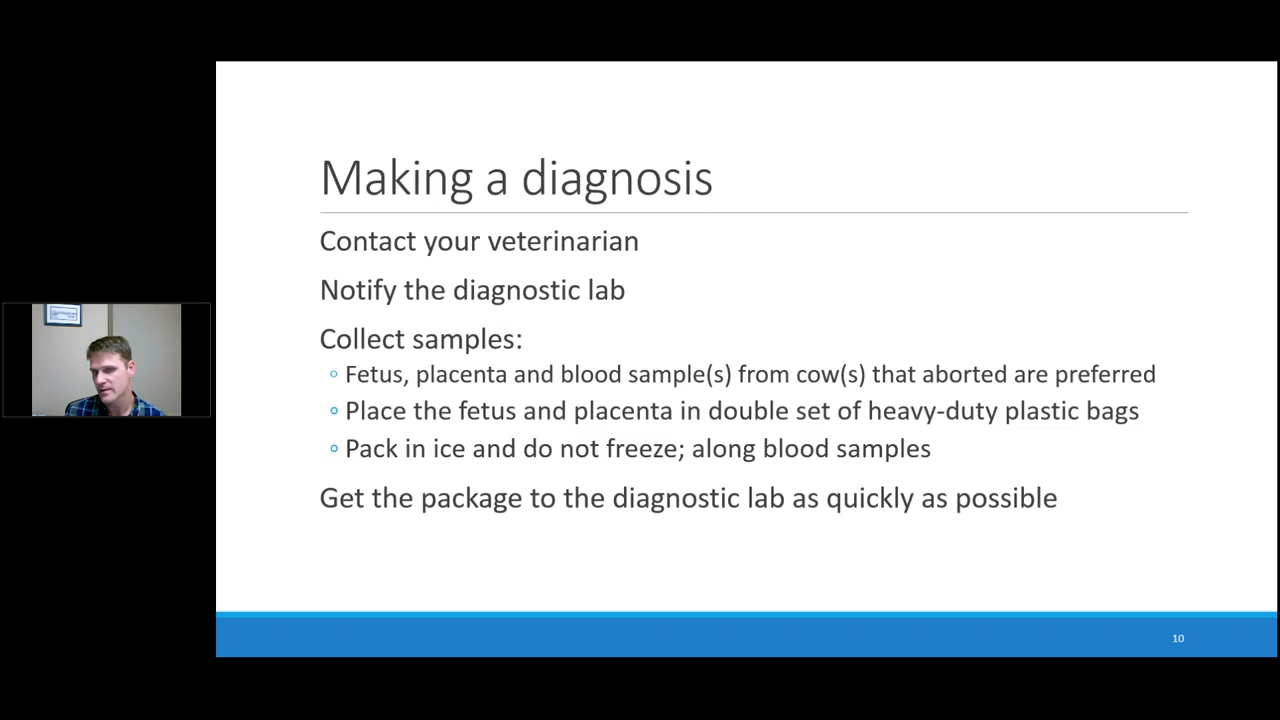 Making a diagnosis
Contact your veterinarian
Notify the diagnostic lab
Collect samples:
◦ Fetus, placenta and blood sample(s) from cow(s) that aborted are preferred
◦ Place the fetus and placenta in double set of heavy-duty plastic bags
◦ Pack in ice and do not freeze; along blood samples
Get the package to the diagnostic lab as quickly as possible
10